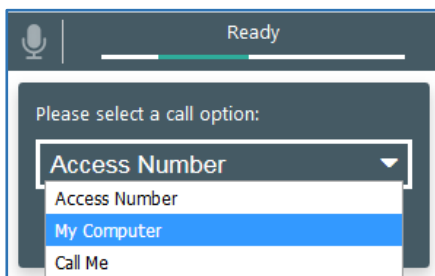 Ready
Please select a call option:
Access Number
Access Number
My Computer
Call Me